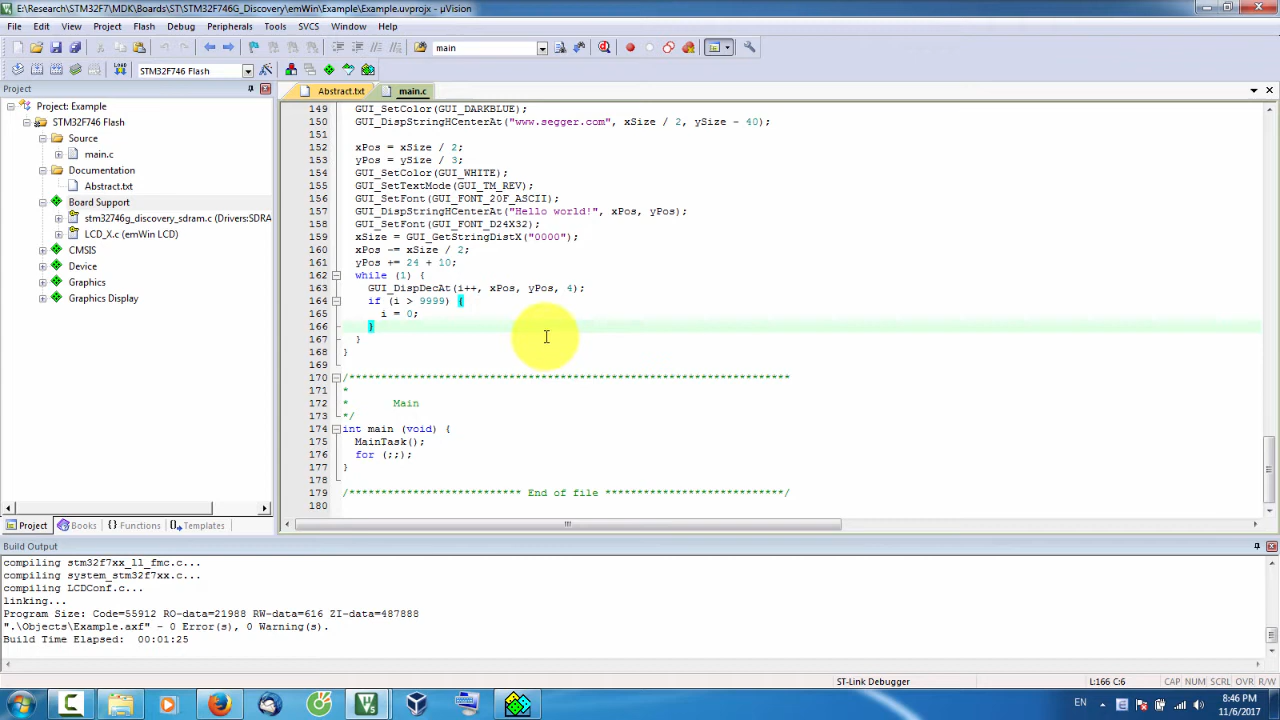 E:\Research\STM32F7\MDK\Boards\ST\STM32F746G_Discovery\emWin\Example\Example.uvprojx - µVision
File Edit View Project Flash Debug Peripherals Tools SVCS Window Help
main
STM32F746 Flash
Project
Abstract.txt main.c
Project: Example
STM32F746 Flash
Source
main.c
Documentation
Abstract.txt
Board Support
stm32746g_discovery_sdram.c (Drivers:SDRA
LCD_X.c (emWin LCD)
CMSIS
Device
Graphics
Graphics Display
149 GUI_SetColor(GUI_DARKBLUE);
150 GUI_DispStringHCenterAt("www.segger.com", xSize / 2, ySize - 40);
151
152 xPos = xSize / 2;
153 yPos = ySize / 3;
154 GUI_SetColor(GUI_WHITE);
155 GUI_SetTextMode(GUI_TM_REV);
156 GUI_SetFont(GUI_FONT_20F_ASCII);
157 GUI_DispStringHCenterAt("Hello world!", xPos, yPos);
158 GUI_SetFont(GUI_FONT_D24X32);
159 xSize = GUI_GetStringDistX("0000");
160 xPos -= xSize / 2;
161 yPos += 24 + 10;
162 while (1) {
163 GUI_DispDecAt(i++, xPos, yPos, 4);
164 if (i > 9999) {
165 i = 0;
166 }
167 }
168 }
169
170 /*********************************************************************
171 *
172 * Main
173 */
174 int main (void) {
175 MainTask();
176 for (;;);
177 }
178
179 /*************************** End of file ****************************/
180
Project Books Functions Templates
Build Output
compiling stm32f7xx_ll_fmc.c...
compiling system_stm32f7xx.c...
compiling LCDConf.c...
linking...
Program Size: Code=55912 RO-data=21988 RW-data=616 ZI-data=487888
".\Objects\Example.axf" - 0 Error(s), 0 Warning(s).
Build Time Elapsed: 00:01:25
ST-Link Debugger L:166 C:6 CAP NUM SCRL OVR R/W
EN 8:46 PM
11/6/2017